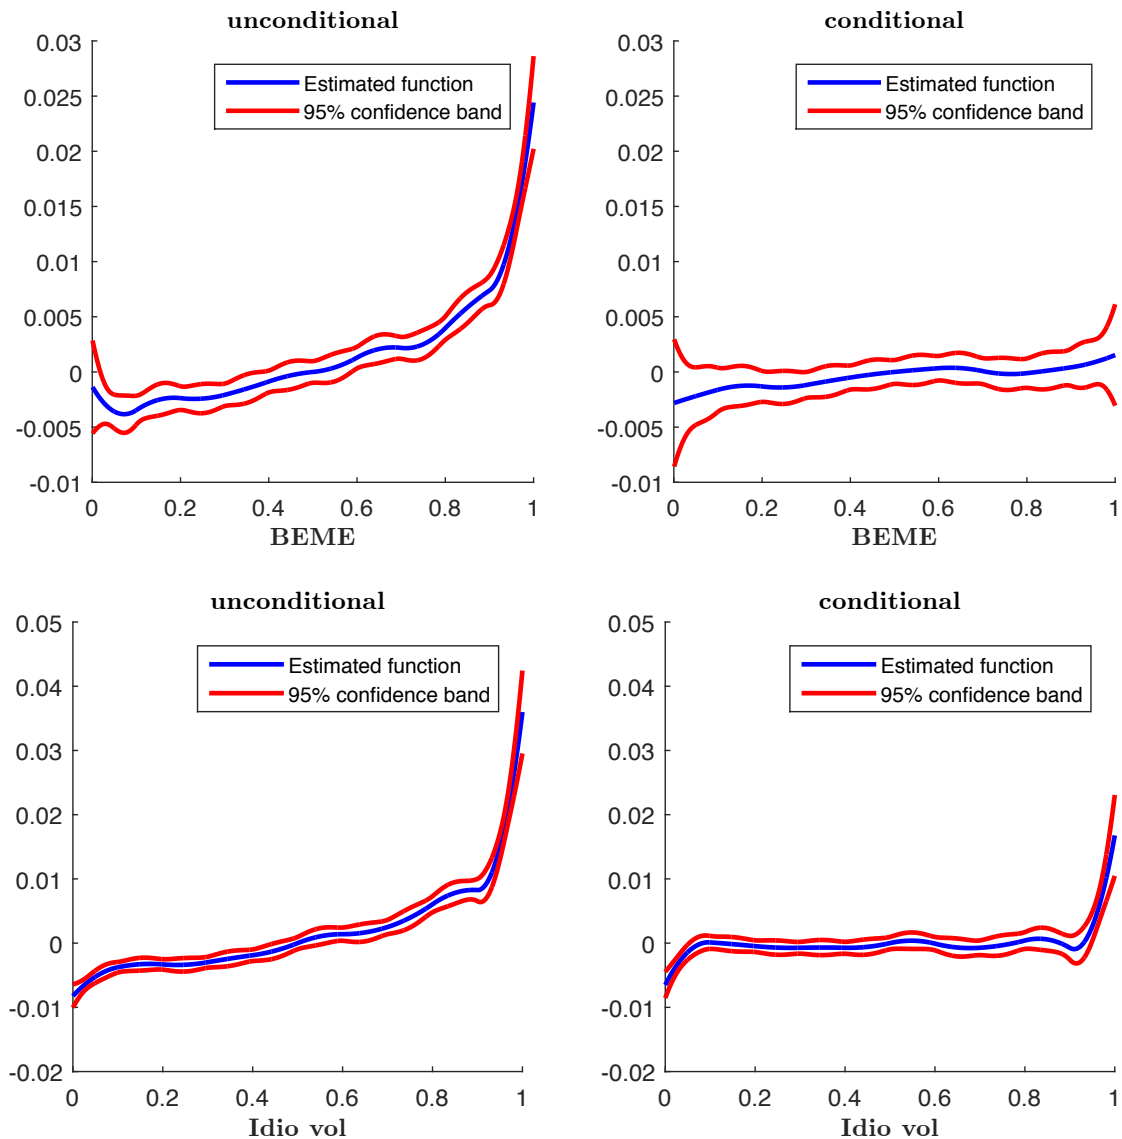 unconditional
0.03
0.025
0.02
0.015
0.01
0.005
0
-0.005
-0.01
Estimated function
95% confidence band
0 0.2 0.4 0.6 0.8 1
BEME
conditional
0.03
0.025
0.02
0.015
0.01
0.005
0
-0.005
-0.01
Estimated function
95% confidence band
0 0.2 0.4 0.6 0.8 1
BEME
unconditional
0.05
0.04
0.03
0.02
0.01
0
-0.01
-0.02
Estimated function
95% confidence band
0 0.2 0.4 0.6 0.8 1
Idio vol
conditional
0.05
0.04
0.03
0.02
0.01
0
-0.01
-0.02
Estimated function
95% confidence band
0 0.2 0.4 0.6 0.8 1
Idio vol